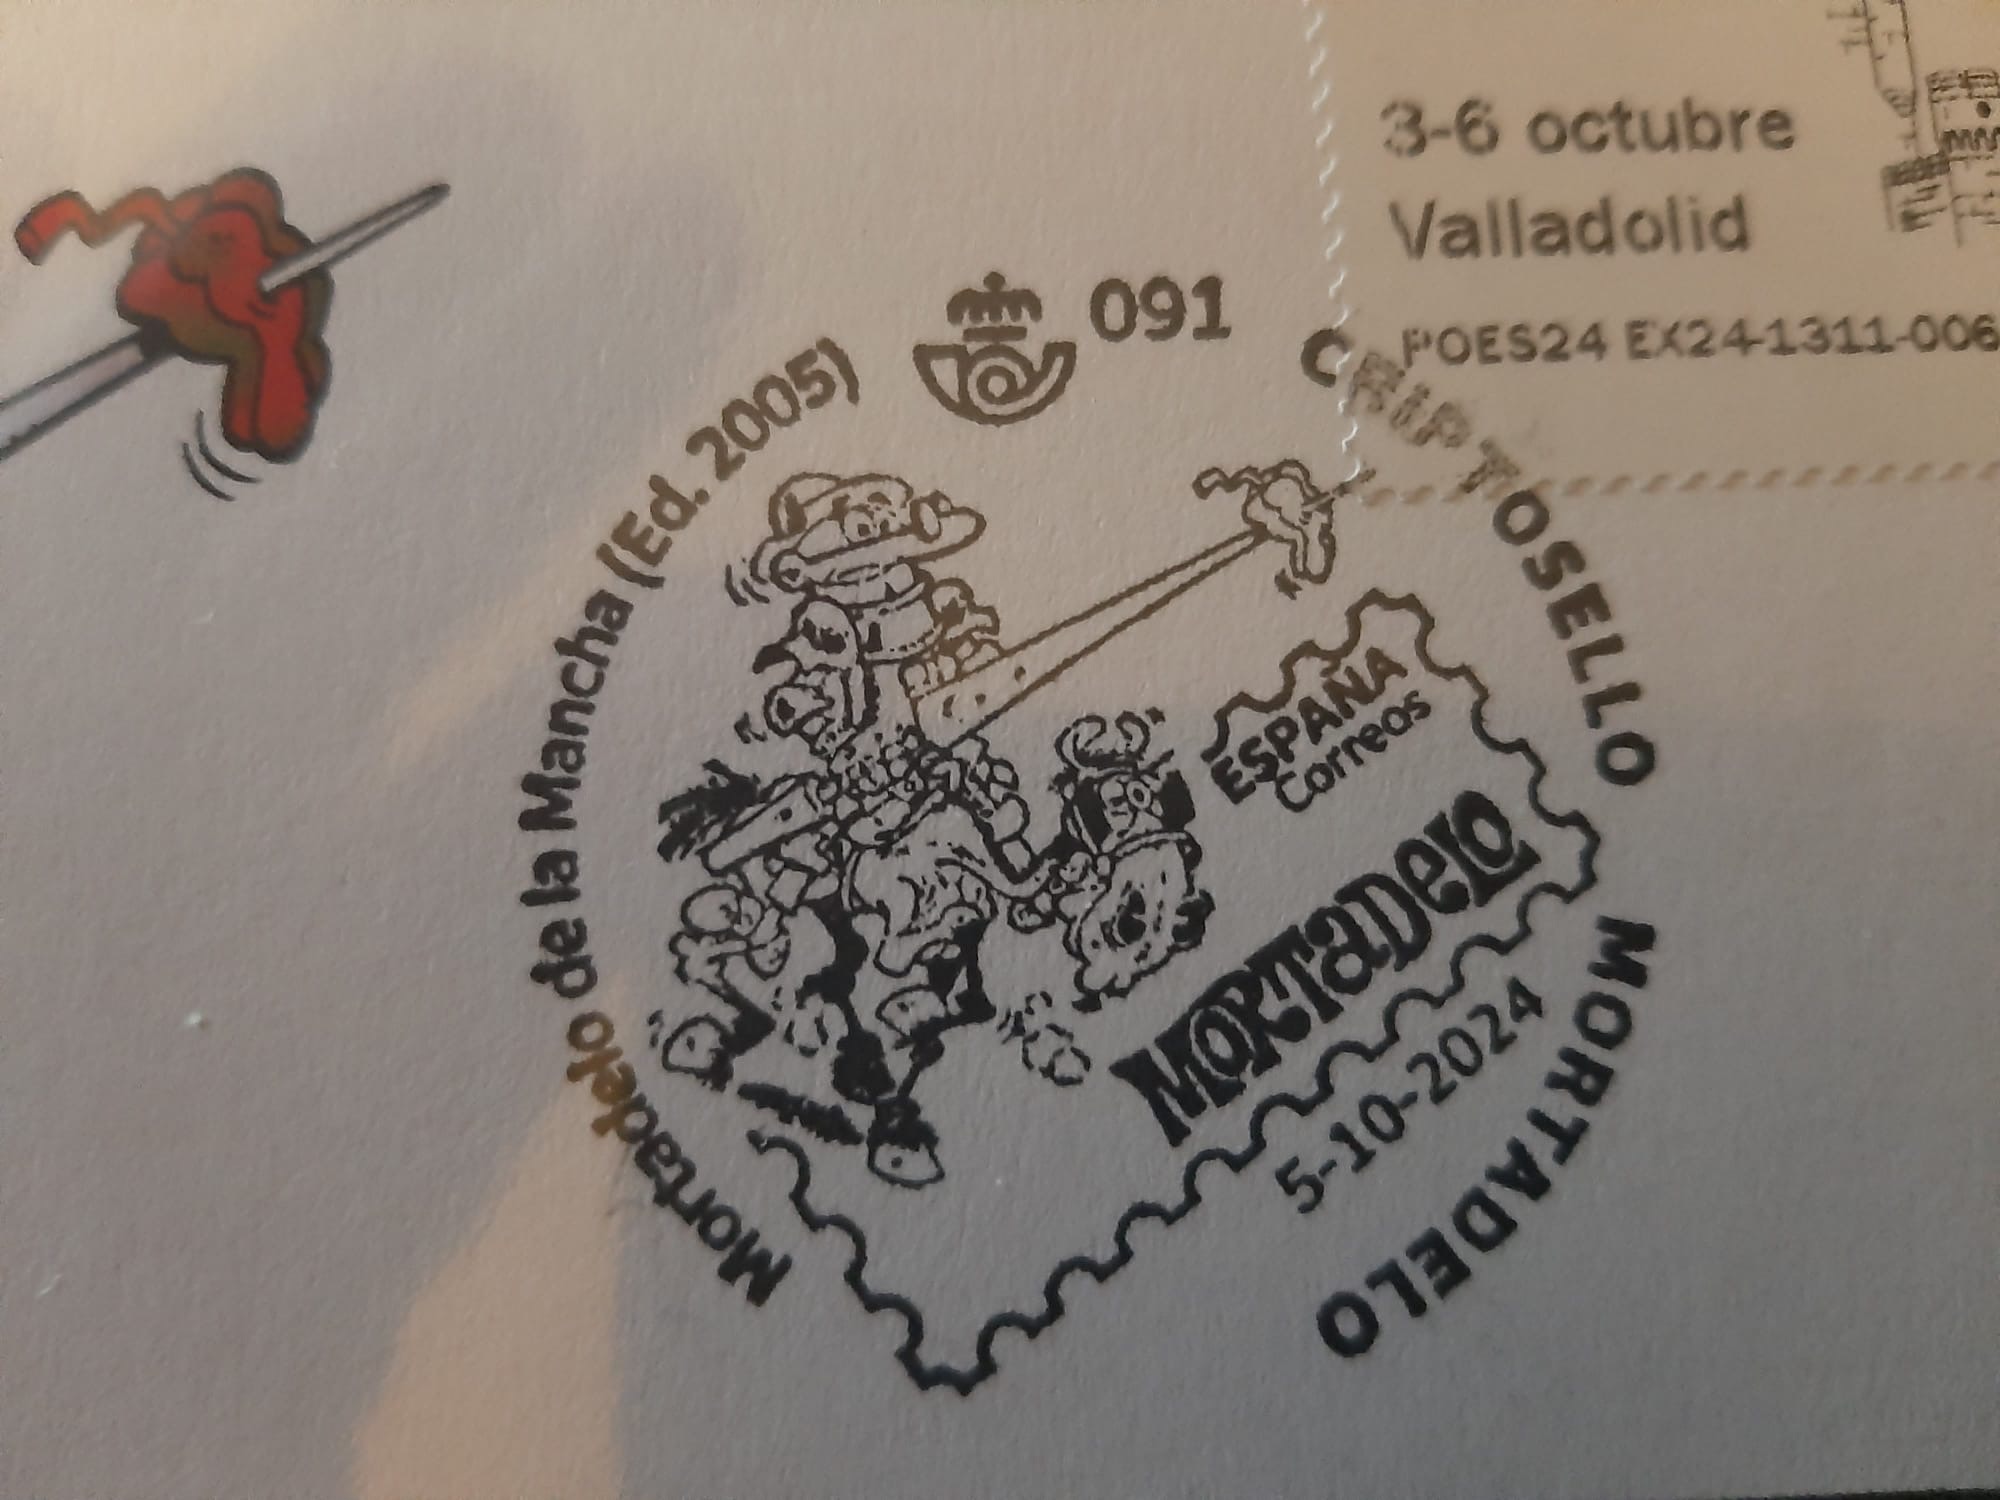 3-6 octubre
Valladolid
POES24 EX24-1311-006
091
CRIPTOSELLO MORTADELO
Mortadelo de la Mancha (Ed. 2005)
ESPAÑA
Correos
MORTADELO
5-10-2024